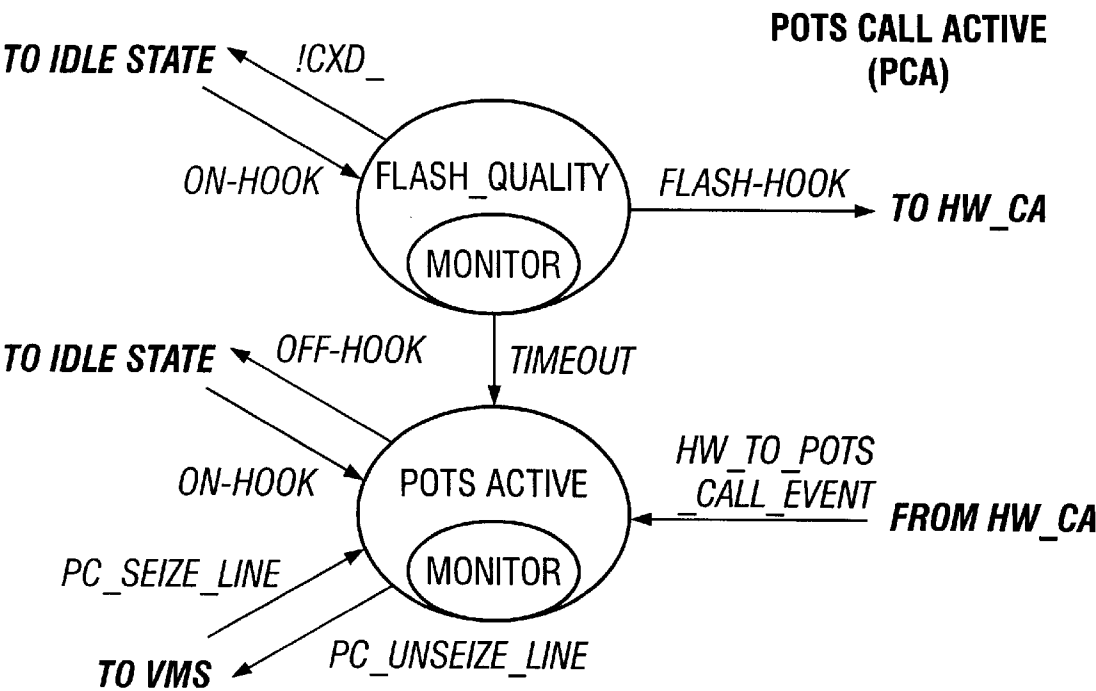 POTS CALL ACTIVE
(PCA)
TO IDLE STATE
!CXD_
ON-HOOK
FLASH_QUALITY
MONITOR
FLASH-HOOK
TO HW_CA
TIMEOUT
TO IDLE STATE
OFF-HOOK
ON-HOOK
POTS ACTIVE
MONITOR
HW_TO_POTS
_CALL_EVENT
FROM HW_CA
PC_SEIZE_LINE
TO VMS
PC_UNSEIZE_LINE